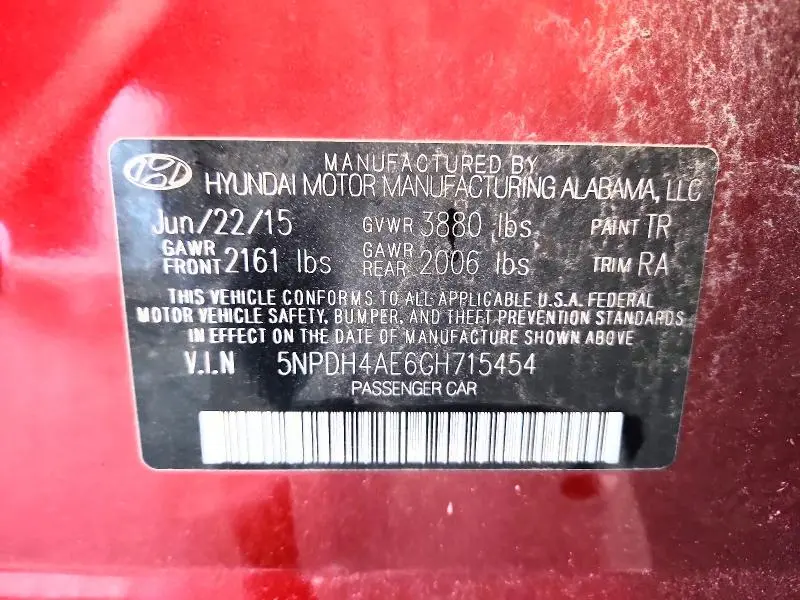 MANUFACTURED BY
HYUNDAI MOTOR MANUFACTURING ALABAMA, LLC
Jun/22/15 GVWR 3880 lbs PAINT TR
GAWR FRONT 2161 lbs GAWR REAR 2006 lbs TRIM RA
THIS VEHICLE CONFORMS TO ALL APPLICABLE U.S.A. FEDERAL
MOTOR VEHICLE SAFETY, BUMPER, AND THEFT PREVENTION STANDARDS
IN EFFECT ON THE DATE OF MANUFACTURE SHOWN ABOVE
V.I.N 5NPDH4AE6GH715454
PASSENGER CAR